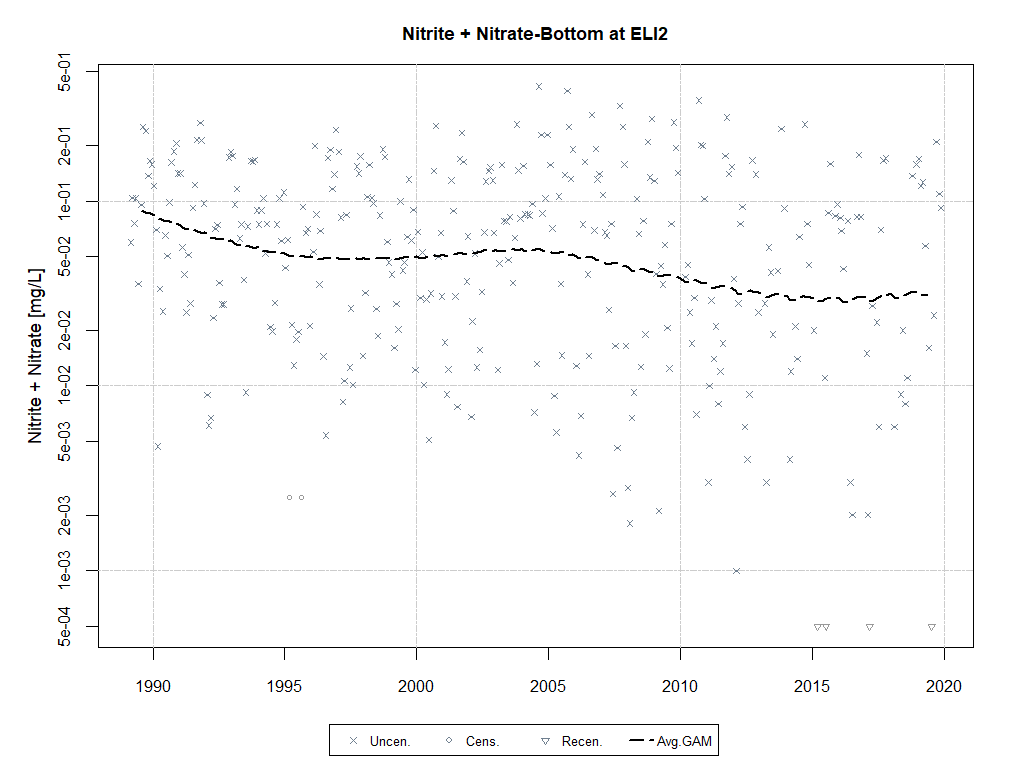 Nitrite + Nitrate-Bottom at ELI2
Nitrite + Nitrate [mg/L]
5e-01
2e-01
1e-01
5e-02
2e-02
1e-02
5e-03
2e-03
1e-03
5e-04
1990 1995 2000 2005 2010 2015 2020
Uncen. Cens. Recen. Avg.GAM